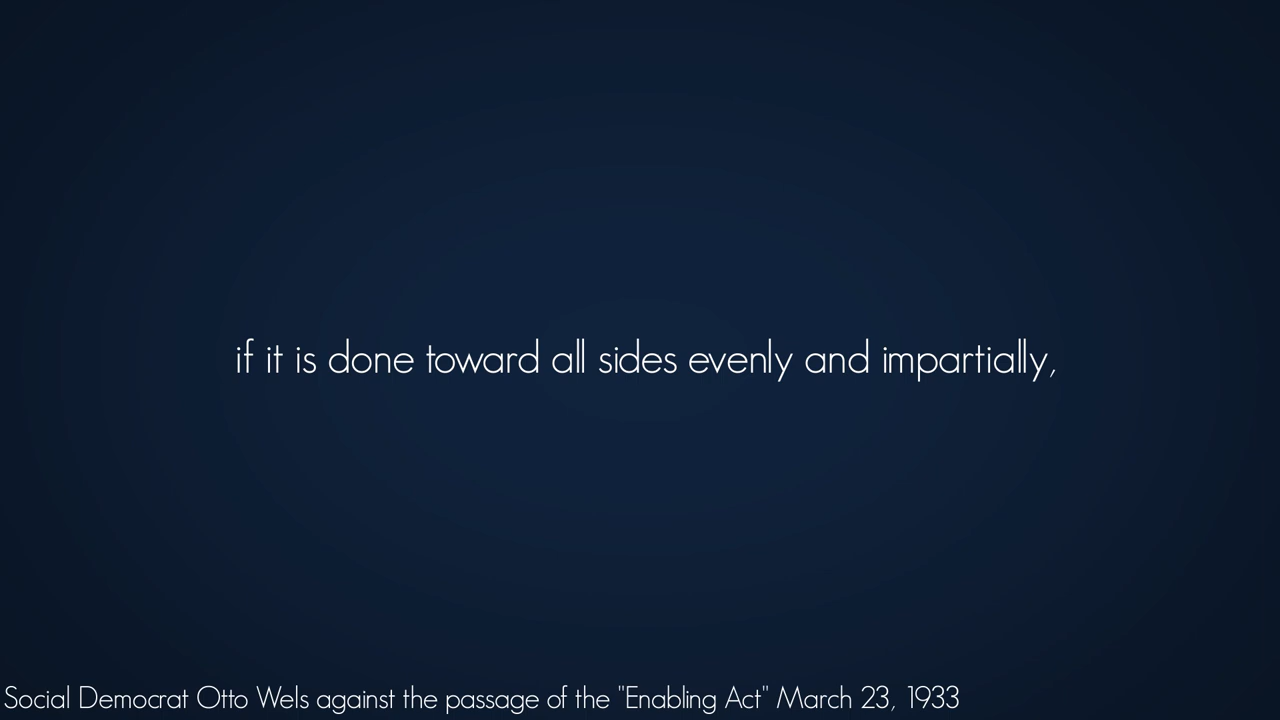 if it is done toward all sides evenly and impartially,
Social Democrat Otto Wels against the passage of the "Enabling Act" March 23, 1933